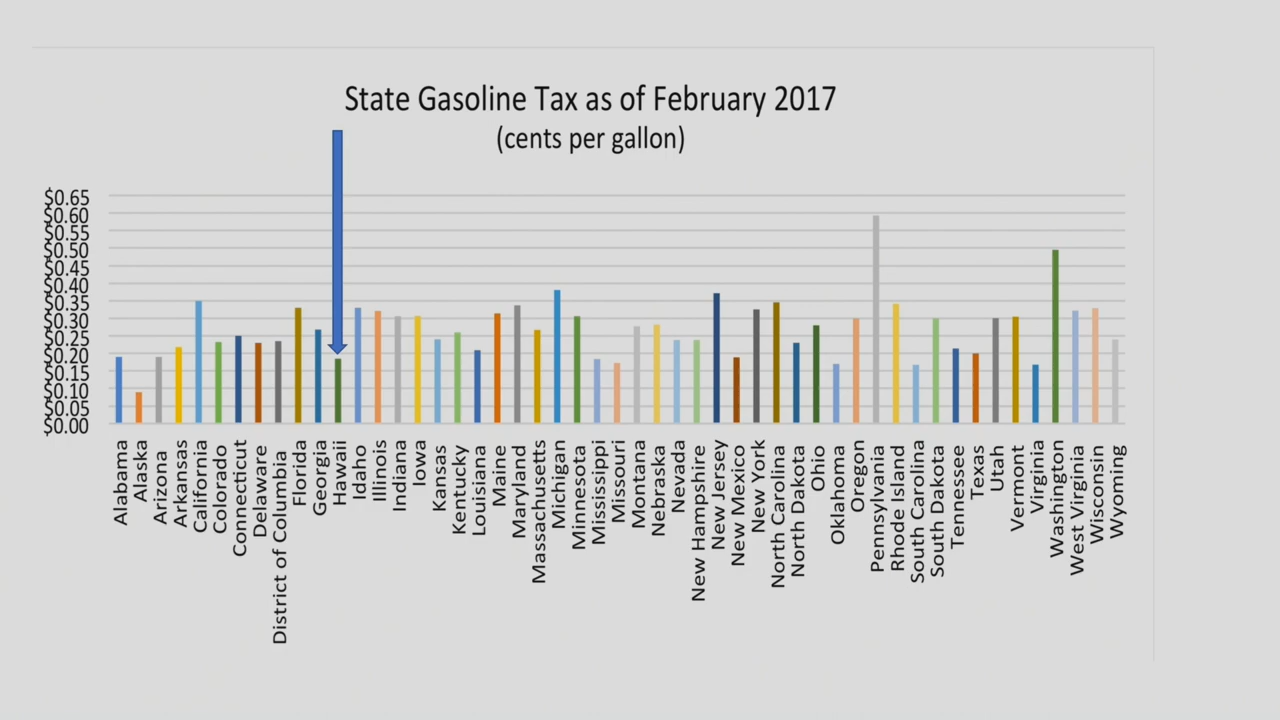 State Gasoline Tax as of February 2017
(cents per gallon)
$0.65
$0.60
$0.55
$0.50
$0.45
$0.40
$0.35
$0.30
$0.25
$0.20
$0.15
$0.10
$0.05
$0.00
Alabama
Alaska
Arizona
Arkansas
California
Colorado
Connecticut
Delaware
District of Columbia
Florida
Georgia
Hawaii
Idaho
Illinois
Indiana
Iowa
Kansas
Kentucky
Louisiana
Maine
Maryland
Massachusetts
Michigan
Minnesota
Mississippi
Missouri
Montana
Nebraska
Nevada
New Hampshire
New Jersey
New Mexico
New York
North Carolina
North Dakota
Ohio
Oklahoma
Oregon
Pennsylvania
Rhode Island
South Carolina
South Dakota
Tennessee
Texas
Utah
Vermont
Virginia
Washington
West Virginia
Wisconsin
Wyoming